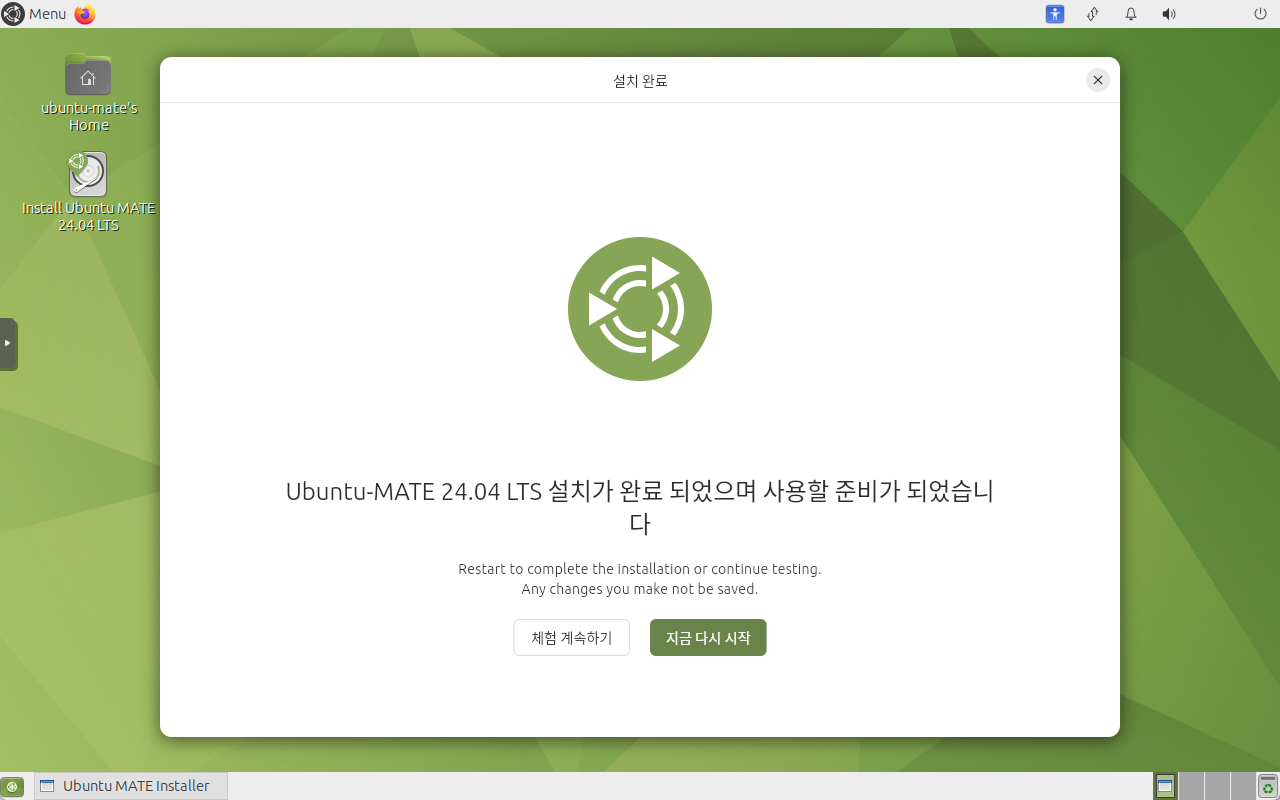 Menu
ubuntu-mate's
Home
Install Ubuntu MATE
24.04 LTS
설치 완료
Ubuntu-MATE 24.04 LTS 설치가 완료 되었으며 사용할 준비가 되었습니
다
Restart to complete the installation or continue testing.
Any changes you make not be saved.
체험 계속하기
지금 다시 시작
Ubuntu MATE Installer